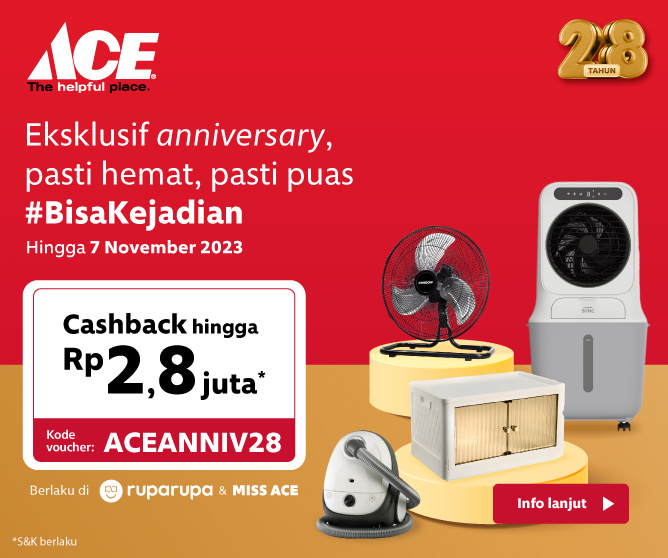 ACE®
The helpful place.
28
TAHUN
Eksklusif anniversary,
pasti hemat, pasti puas
#BisaKejadian
Hingga 7 November 2023
Cashback hingga
Rp 2,8 juta*
Kode
voucher: ACEANNIV28
Berlaku di ruparupa & MISS ACE
Info lanjut
*S&K berlaku